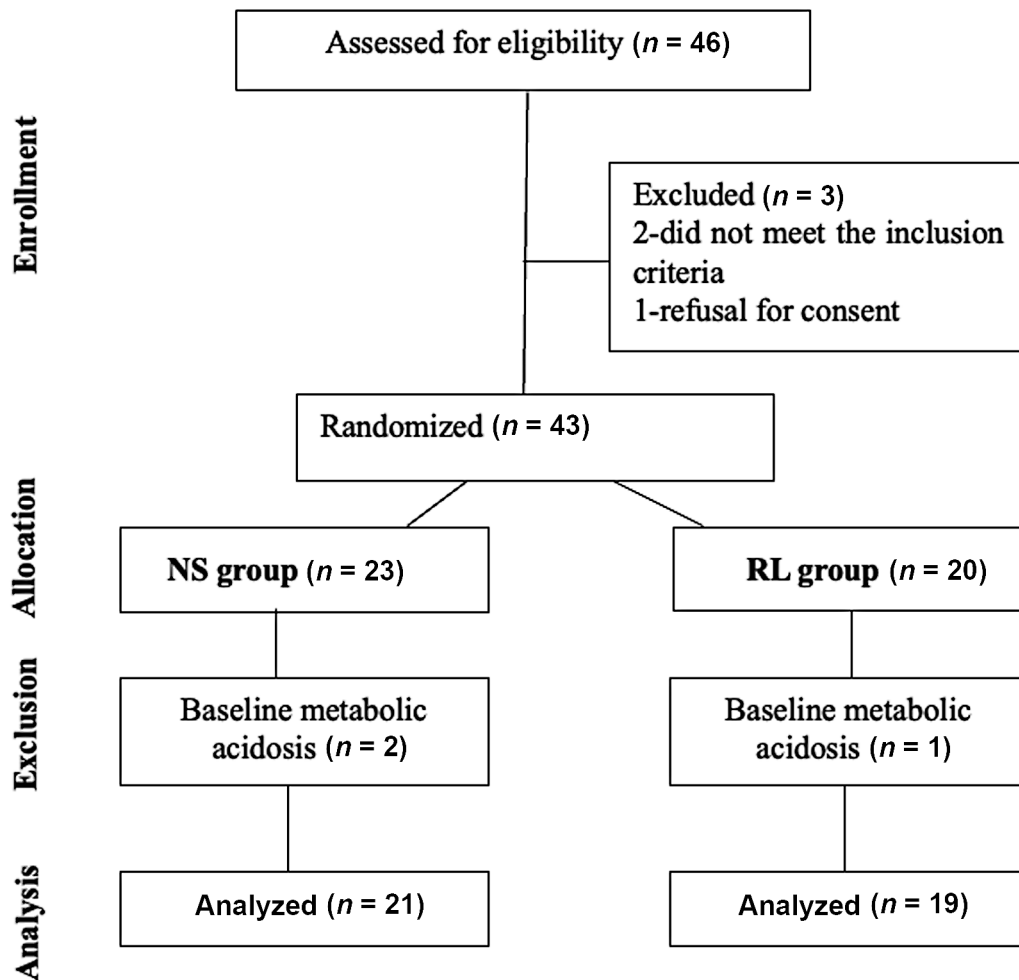 Assessed for eligibility (n = 46)
Enrollment
Excluded (n = 3)
2-did not meet the inclusion
criteria
1-refusal for consent
Randomized (n = 43)
Allocation
NS group (n = 23)
RL group (n = 20)
Exclusion
Baseline metabolic
acidosis (n = 2)
Baseline metabolic
acidosis (n = 1)
Analysis
Analyzed (n = 21)
Analyzed (n = 19)